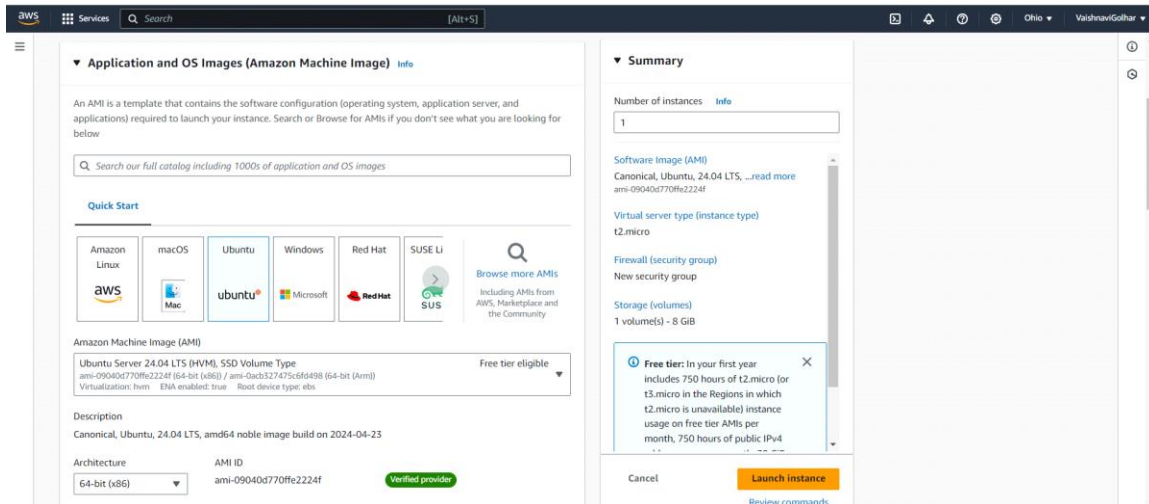 aws
Services
Search
[Alt+S]
Ohio
VaishnaviGolhar
Application and OS Images (Amazon Machine Image) Info
An AMI is a template that contains the software configuration (operating system, application server, and
applications) required to launch your instance. Search or Browse for AMIs if you don't see what you are looking for
below
Search our full catalog including 1000s of application and OS images
Quick Start
Amazon
Linux
aws
macOS
Mac
Ubuntu
ubuntu
Windows
Microsoft
Red Hat
Red Hat
SUSE Li
SUS
Browse more AMIs
Including AMIs from
AWS, Marketplace and
the Community
Amazon Machine Image (AMI)
Ubuntu Server 24.04 LTS (HVM), SSD Volume Type
Free tier eligible
ami-09040d770ffe2224f (64-bit (x86)) / ami-0acb327475c6fd498 (64-bit (Arm))
Virtualization: hvm ENA enabled: true Root device type: ebs
Description
Canonical, Ubuntu, 24.04 LTS, amd64 noble image build on 2024-04-23
Architecture
64-bit (x86)
AMI ID
ami-09040d770ffe2224f
Verified provider
Summary
Number of instances Info
1
Software Image (AMI)
Canonical, Ubuntu, 24.04 LTS, ...read more
ami-09040d770ffe2224f
Virtual server type (instance type)
t2.micro
Firewall (security group)
New security group
Storage (volumes)
1 volume(s) - 8 GiB
Free tier: In your first year
includes 750 hours of t2.micro (or
t3.micro in the Regions in which
t2.micro is unavailable) instance
usage on free tier AMIs per
month, 750 hours of public IPv4
Cancel
Launch instance
Review commands